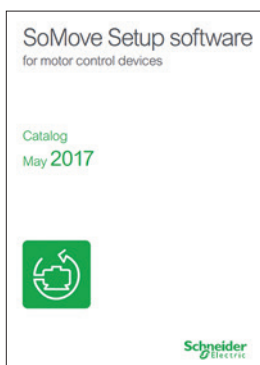 SoMove Setup software
for motor control devices
Catalog
May 2017
Schneider
Electric